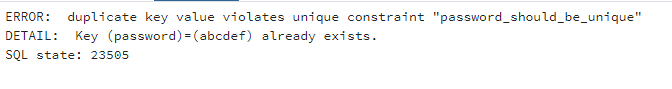 ERROR:  duplicate key value violates unique constraint "password_should_be_unique"
DETAIL:  Key (password)=(abcdef) already exists.
SQL state: 23505